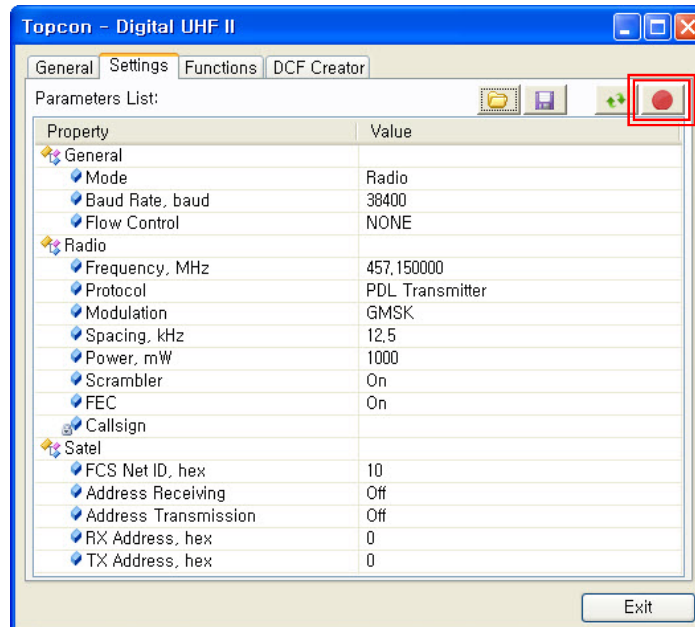 Topcon - Digital UHF II
General Settings Functions DCF Creator
Parameters List:
Property Value
General
Mode Radio
Baud Rate, baud 38400
Flow Control NONE
Radio
Frequency, MHz 457.150000
Protocol PDL Transmitter
Modulation GMSK
Spacing, kHz 12.5
Power, mW 1000
Scrambler On
FEC On
Callsign
Satel
FCS Net ID, hex 10
Address Receiving Off
Address Transmission Off
RX Address, hex 0
TX Address, hex 0
Exit